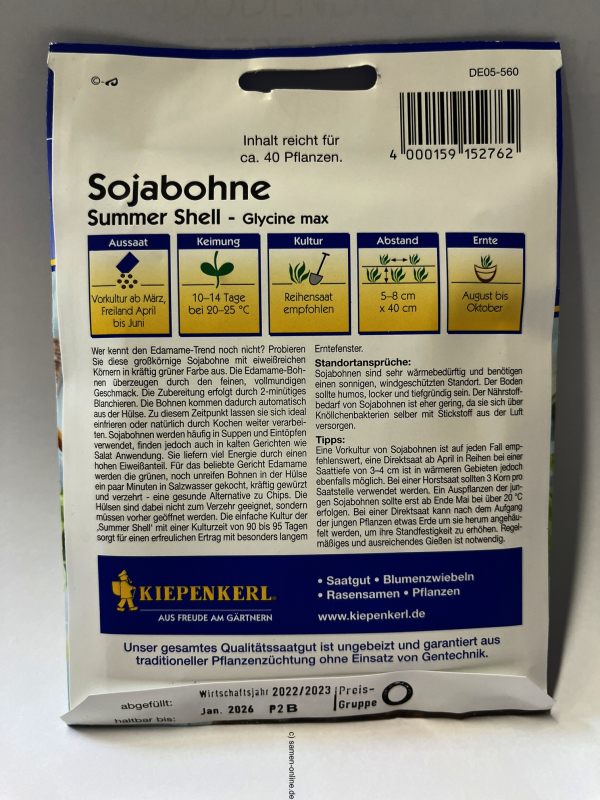 DE05-560
Inhalt reicht für
ca. 40 Pflanzen.
4 000159 152762
Sojabohne
Summer Shell - Glycine max
Aussaat
Vorkultur ab März,
Freiland April
bis Juni
Keimung
10–14 Tage
bei 20–25 °C
Kultur
Reihensaat
empfohlen
Abstand
5–8 cm
x 40 cm
Ernte
August bis
Oktober
Wer kennt den Edamame-Trend noch nicht? Probieren
Sie diese großkörnige Sojabohne mit eiweißreichen
Körnern in kräftig grüner Farbe aus. Die Edamame-Boh-
nen überzeugen durch den feinen, vollmundigen
Geschmack. Die Zubereitung erfolgt durch 2-minütiges
Blanchieren. Die Bohnen kommen dadurch automatisch
aus der Hülse. Zu diesem Zeitpunkt lassen sie sich ideal
einfrieren oder natürlich durch Kochen weiter verarbei-
ten. Sojabohnen werden häufig in Suppen und Eintöpfen
verwendet, finden jedoch auch in kalten Gerichten wie
Salat Anwendung. Sie liefern viel Energie durch einen
hohen Eiweißanteil. Für das beliebte Gericht Edamame
werden die grünen, noch unreifen Bohnen in der Hülse
ein paar Minuten in Salzwasser gekocht, kräftig gewürzt
und verzehrt - eine gesunde Alternative zu Chips. Die
Hülsen sind dabei nicht zum Verzehr geeignet, sondern
müssen vorher geöffnet werden. Die einfache Kultur der
‚Summer Shell' mit einer Kulturzeit von 90 bis 95 Tagen
sorgt für einen erfreulichen Ertrag mit besonders langem
Erntefenster.
Standortansprüche:
Sojabohnen sind sehr wärmebedürftig und benötigen
einen sonnigen, windgeschützten Standort. Der Boden
sollte humos, locker und tiefgründig sein. Der Nährstoff-
bedarf von Sojabohnen ist eher gering, da sie sich über
Knöllchenbakterien selber mit Stickstoff aus der Luft
versorgen.
Tipps:
Eine Vorkultur von Sojabohnen ist auf jeden Fall emp-
fehlenswert, eine Direktsaat ab April in Reihen bei einer
Saattiefe von 3–4 cm ist in wärmeren Gebieten jedoch
ebenfalls möglich. Bei einer Horstsaat sollten 3 Korn pro
Saatstelle verwendet werden. Ein Auspflanzen der jun-
gen Sojabohnen sollte erst ab Ende Mai bei über 20 °C
erfolgen. Bei einer Direktsaat kann nach dem Aufgang
der jungen Pflanzen etwas Erde um sie herum angehäu-
felt werden, um ihre Standfestigkeit zu erhöhen. Regel-
mäßiges und ausreichendes Gießen ist notwendig.
KIEPENKERL®
AUS FREUDE AM GÄRTNERN
• Saatgut • Blumenzwiebeln
• Rasensamen • Pflanzen
www.kiepenkerl.de
Unser gesamtes Qualitätssaatgut ist ungebeizt und garantiert aus
traditioneller Pflanzenzüchtung ohne Einsatz von Gentechnik.
abgefüllt: Wirtschaftsjahr 2022/2023 Preis-
haltbar bis: Jan. 2026 P2B Gruppe
c) samen-online.de